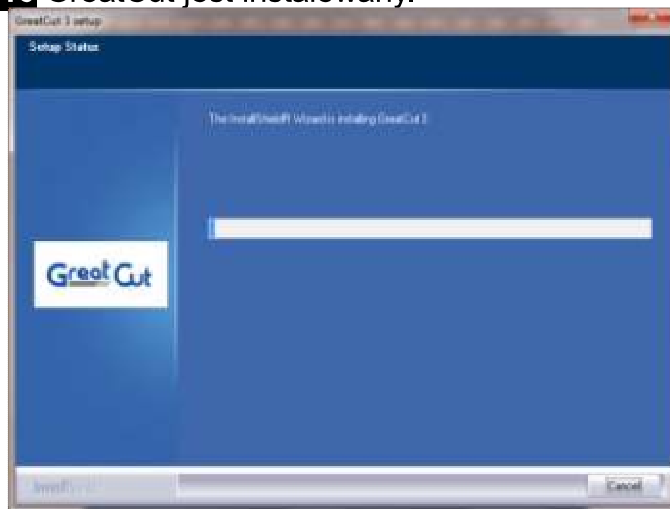 GreatCut jest instalowany.
GreatCut 3 setup
Setup Status
The InstallShield® Wizard is installing GreatCut 3
Great Cut
Cancel